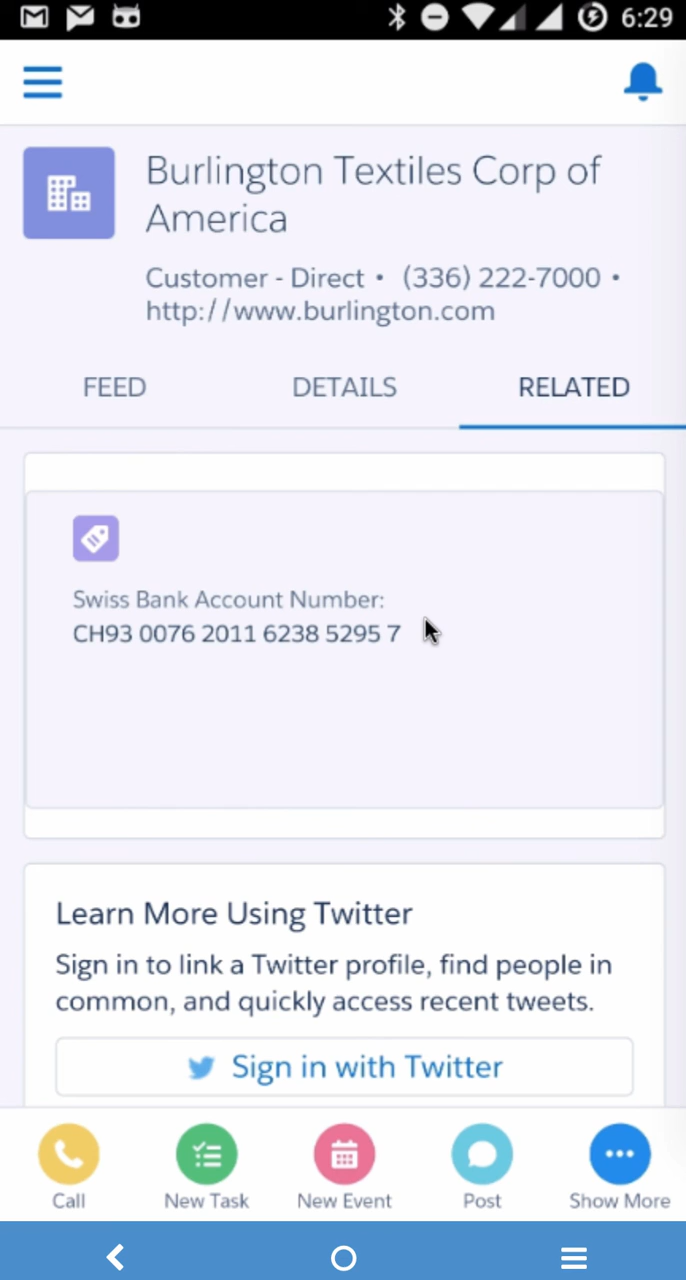 6:29
Burlington Textiles Corp of
America
Customer - Direct • (336) 222-7000 •
http://www.burlington.com
FEED DETAILS RELATED
Swiss Bank Account Number:
CH93 0076 2011 6238 5295 7
Learn More Using Twitter
Sign in to link a Twitter profile, find people in
common, and quickly access recent tweets.
Sign in with Twitter
Call New Task New Event Post Show More